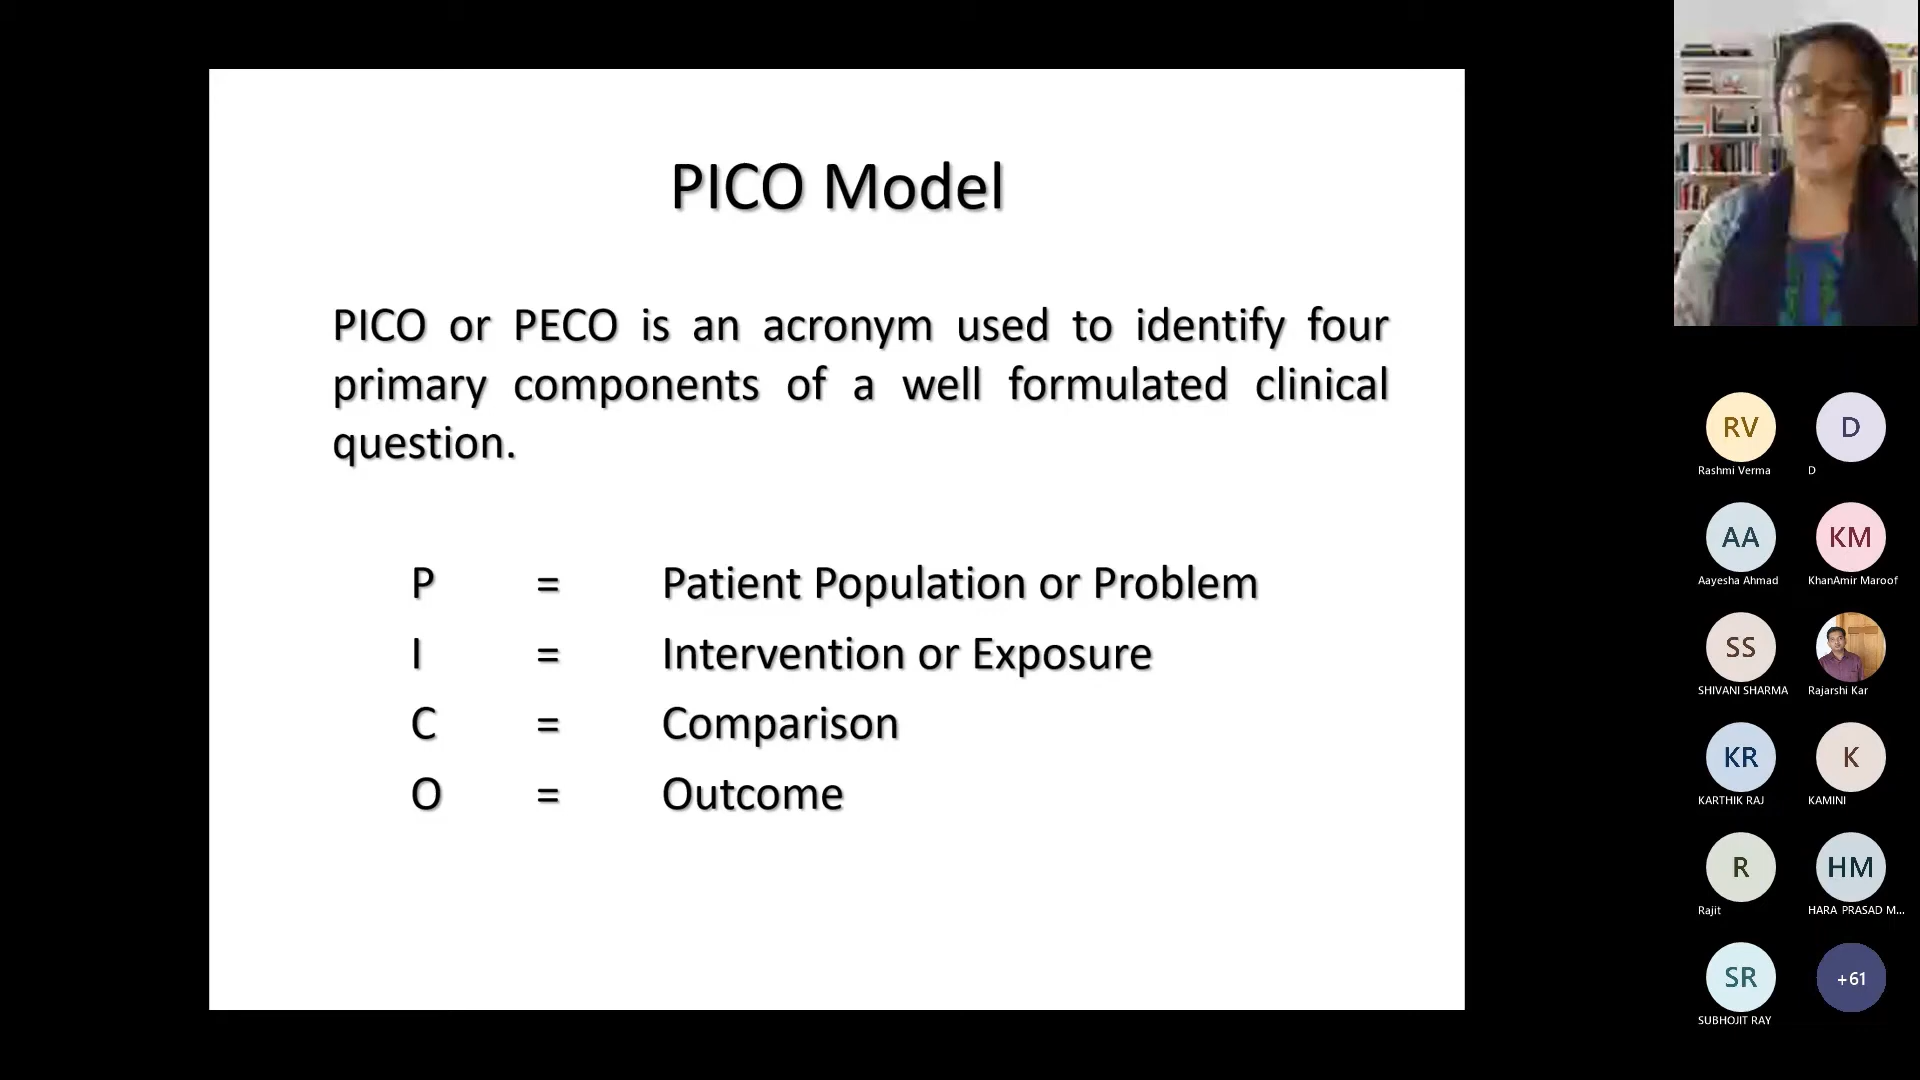 PICO Model
PICO or PECO is an acronym used to identify four
primary components of a well formulated clinical
question.
P = Patient Population or Problem
I = Intervention or Exposure
C = Comparison
O = Outcome
RV D
Rashmi Verma D
AA KM
Aayesha Ahmad KhanAmir Maroof
SS
SHIVANI SHARMA Rajarshi Kar
KR K
KARTHIK RAJ KAMINI
R HM
Rajit HARA PRASAD M...
SR +61
SUBHOJIT RAY